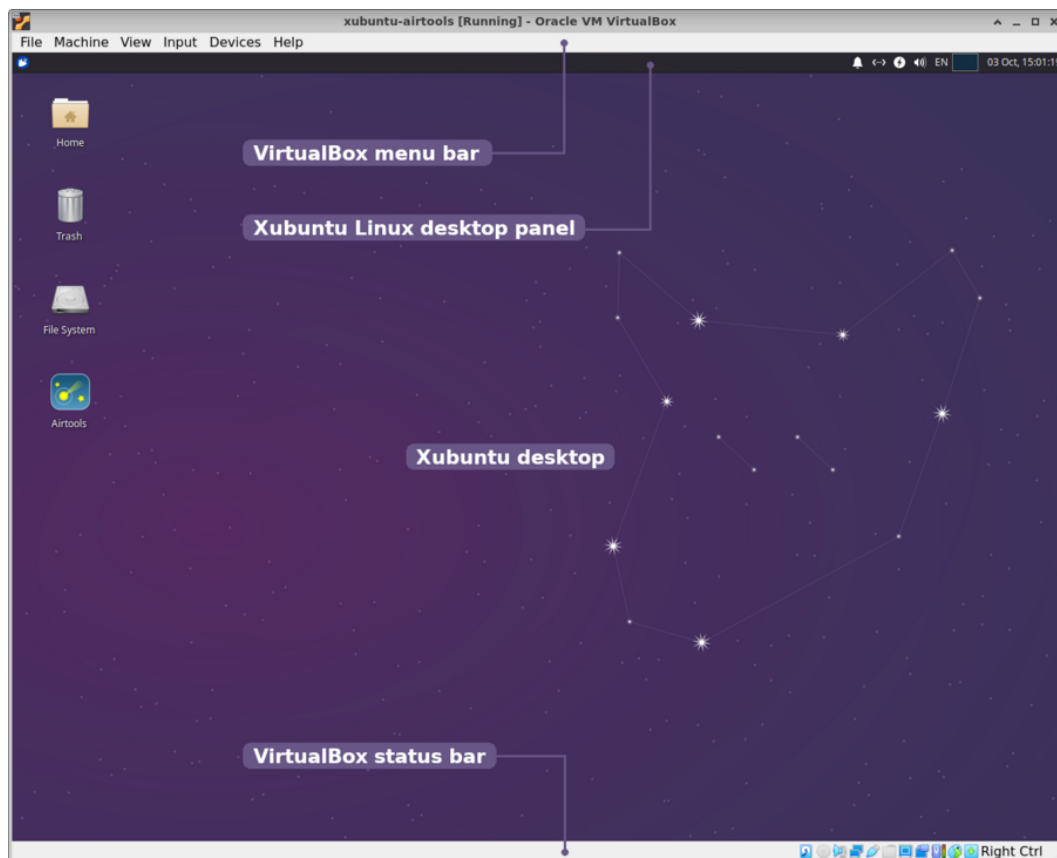 xubuntu-airtools [Running] - Oracle VM VirtualBox
File Machine View Input Devices Help
EN 03 Oct, 15:01:19
Home
VirtualBox menu bar
Trash
Xubuntu Linux desktop panel
File System
Airtools
Xubuntu desktop
VirtualBox status bar
Right Ctrl